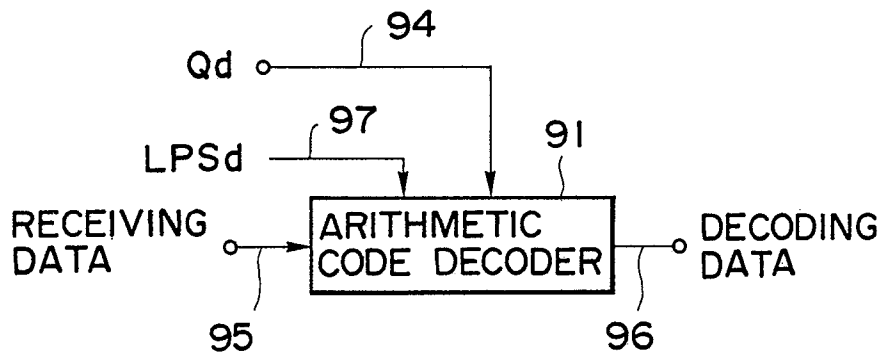 94
Qd
97
91
LPSd
RECEIVING
DATA
ARITHMETIC
CODE DECODER
DECODING
DATA
95
96